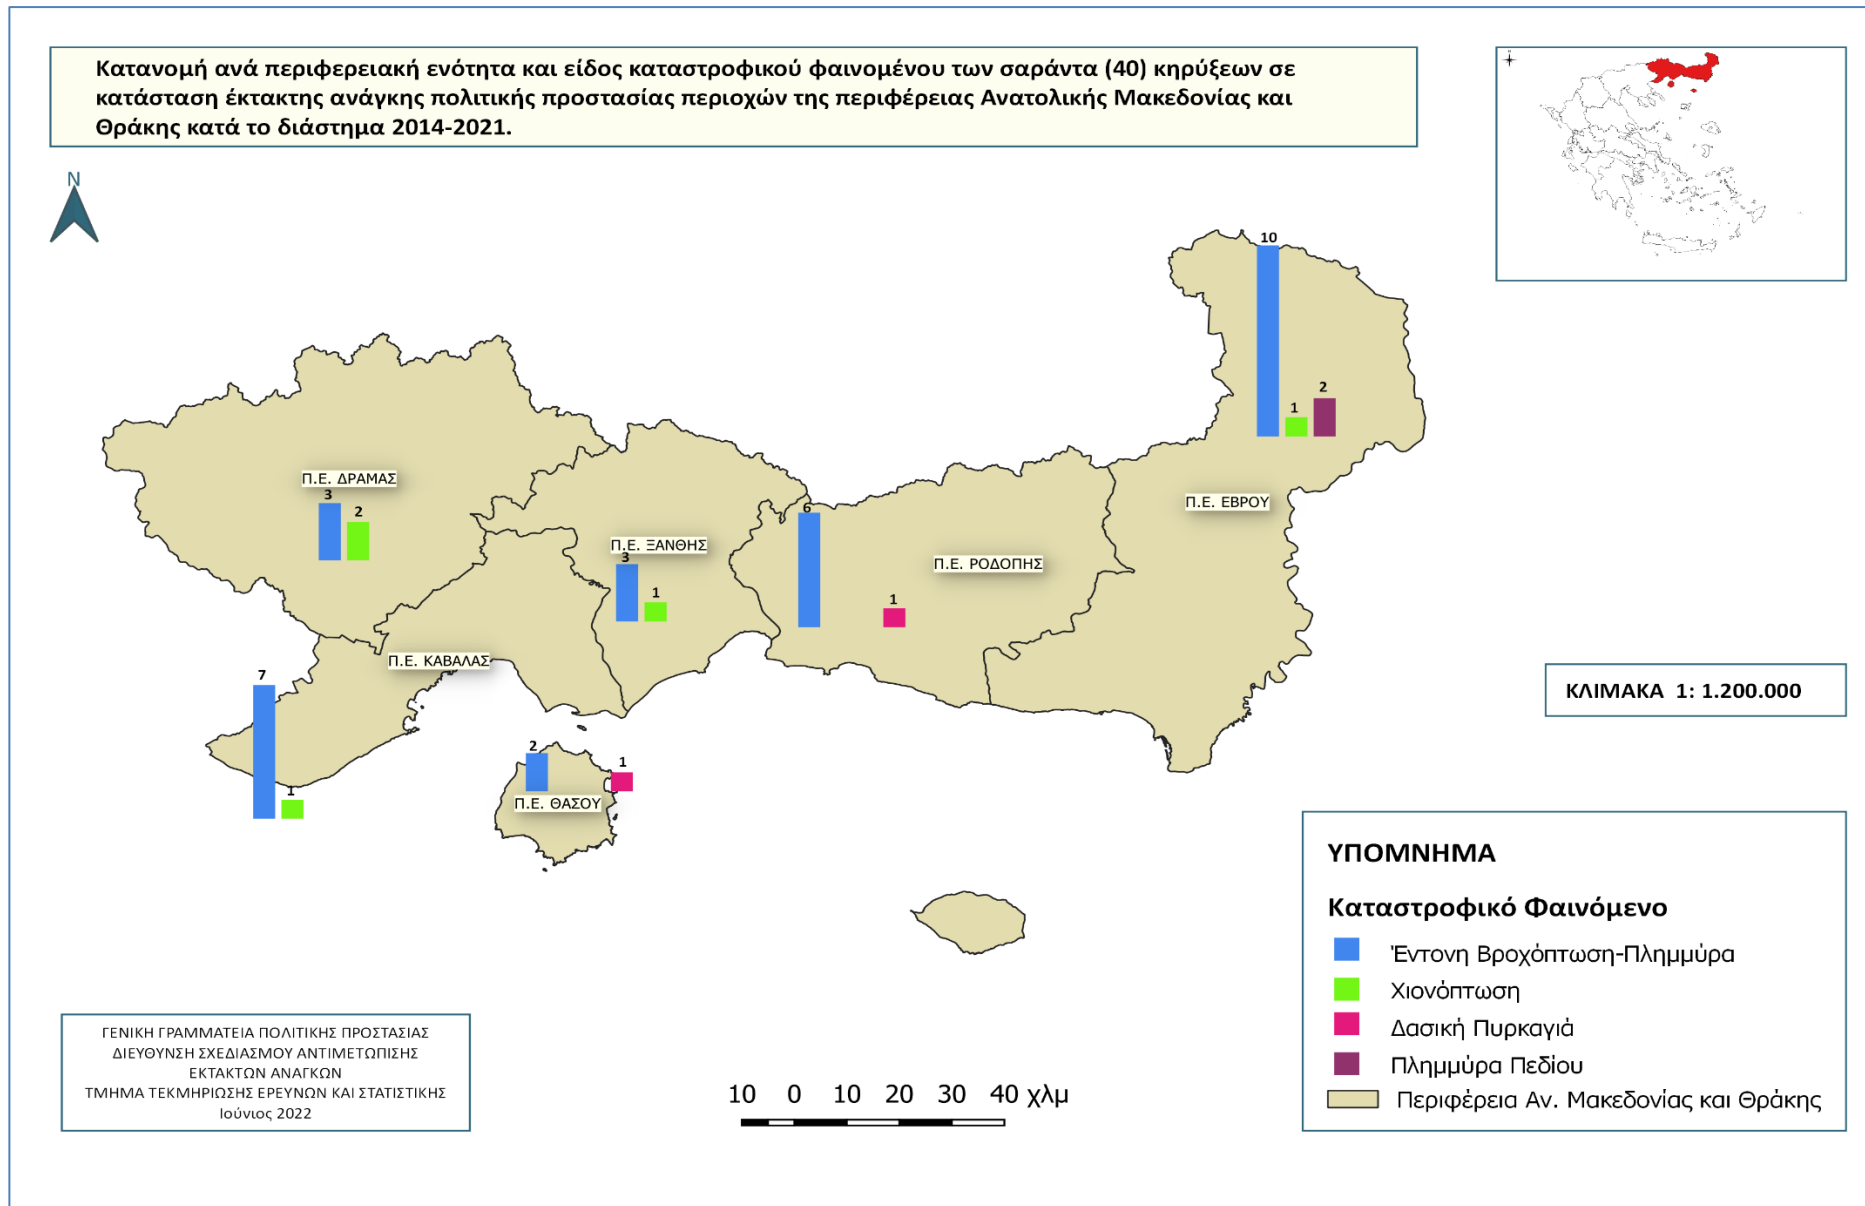 Κατανομή ανά περιφερειακή ενότητα και είδος καταστροφικού φαινομένου των σαράντα (40) κηρύξεων σε
κατάσταση έκτακτης ανάγκης πολιτικής προστασίας περιοχών της περιφέρειας Ανατολικής Μακεδονίας και
Θράκης κατά το διάστημα 2014-2021.
N
10
1
2
Π.Ε. ΕΒΡΟΥ
Π.Ε. ΔΡΑΜΑΣ
3
2
Π.Ε. ΞΑΝΘΗΣ
3
1
6
Π.Ε. ΡΟΔΟΠΗΣ
1
Π.Ε. ΚΑΒΑΛΑΣ
7
1
2
1
Π.Ε. ΘΑΣΟΥ
ΚΛΙΜΑΚΑ 1: 1.200.000
ΥΠΟΜΝΗΜΑ
Καταστροφικό Φαινόμενο
Έντονη Βροχόπτωση-Πλημμύρα
Χιονόπτωση
Δασική Πυρκαγιά
Πλημμύρα Πεδίου
Περιφέρεια Αν. Μακεδονίας και Θράκης
ΓΕΝΙΚΗ ΓΡΑΜΜΑΤΕΙΑ ΠΟΛΙΤΙΚΗΣ ΠΡΟΣΤΑΣΙΑΣ
ΔΙΕΥΘΥΝΣΗ ΣΧΕΔΙΑΣΜΟΥ ΑΝΤΙΜΕΤΩΠΙΣΗΣ
ΕΚΤΑΚΤΩΝ ΑΝΑΓΚΩΝ
ΤΜΗΜΑ ΤΕΚΜΗΡΙΩΣΗΣ ΕΡΕΥΝΩΝ ΚΑΙ ΣΤΑΤΙΣΤΙΚΗΣ
Ιούνιος 2022
10 0 10 20 30 40 χλμ